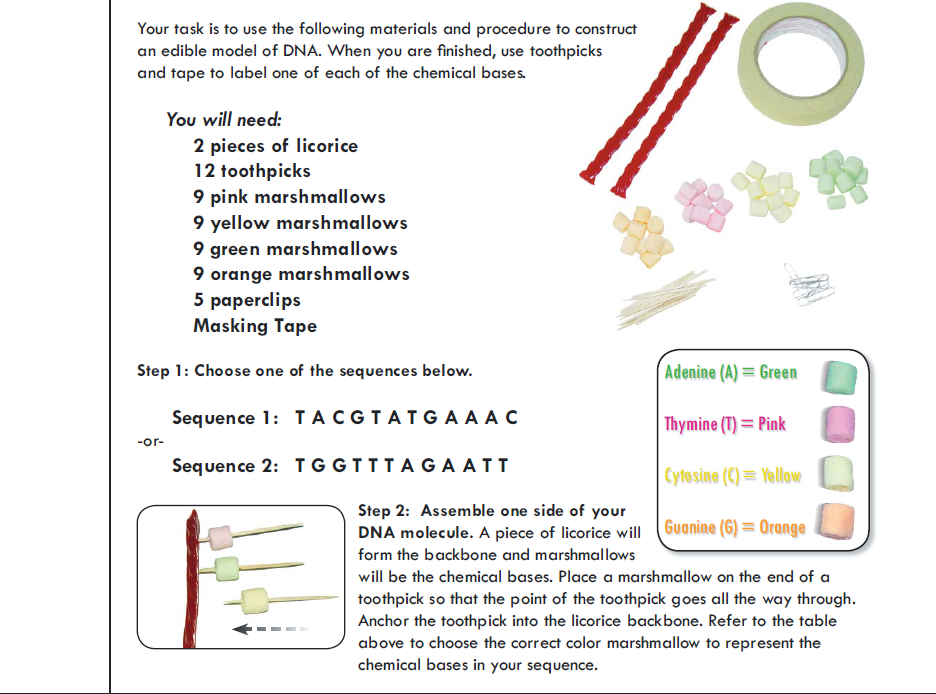 Your task is to use the following materials and procedure to construct
an edible model of DNA. When you are finished, use toothpicks
and tape to label one of each of the chemical bases.
You will need:
2 pieces of licorice
12 toothpicks
9 pink marshmallows
9 yellow marshmallows
9 green marshmallows
9 orange marshmallows
5 paperclips
Masking Tape
Step 1: Choose one of the sequences below.
Sequence 1: T A C G T A T G A A A C
-or-
Sequence 2: T G G T T T A G A A T T
Adenine (A) = Green
Thymine (T) = Pink
Cytosine (C) = Yellow
Guanine (G) = Orange
Step 2: Assemble one side of your
DNA molecule. A piece of licorice will
form the backbone and marshmallows
will be the chemical bases. Place a marshmallow on the end of a
toothpick so that the point of the toothpick goes all the way through.
Anchor the toothpick into the licorice backbone. Refer to the table
above to choose the correct color marshmallow to represent the
chemical bases in your sequence.